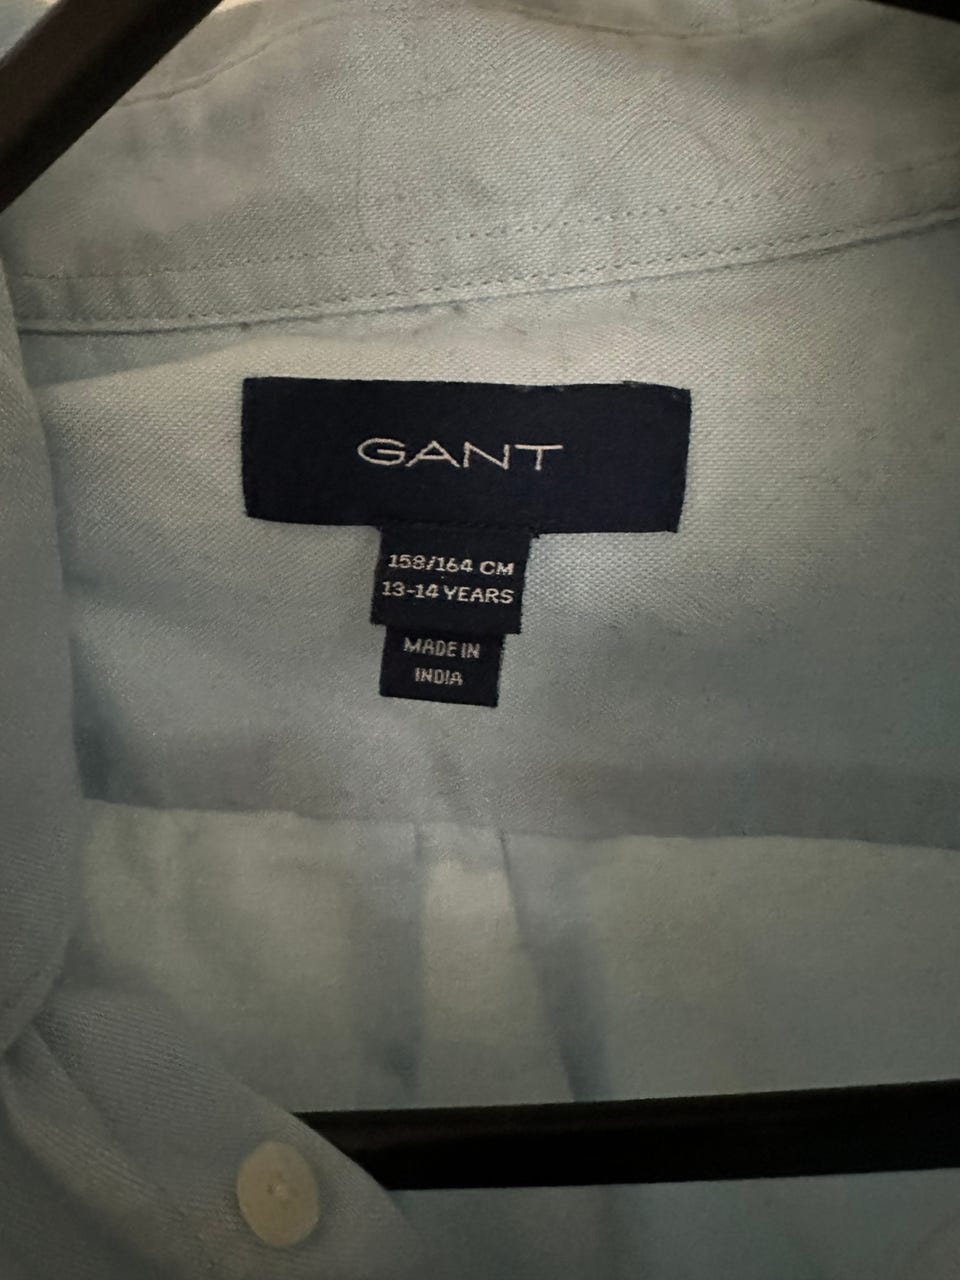 GANT
158/164 CM
13-14 YEARS
MADE IN
INDIA